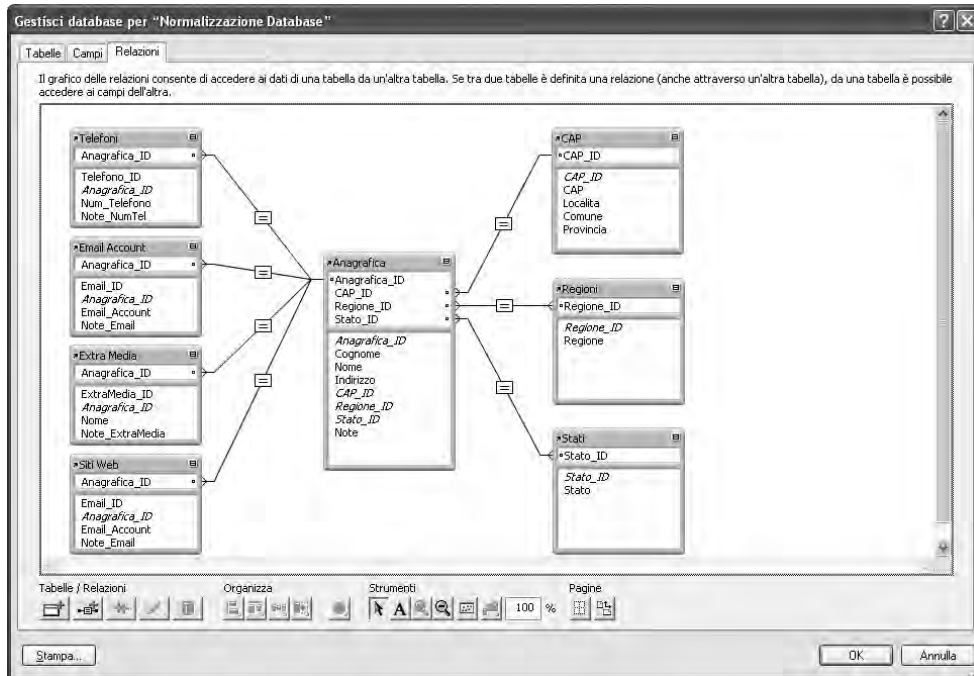 Gestisci database per “Normalizzazione Database”
Tabelle Campi Relazioni
Il grafico delle relazioni consente di accedere ai dati di una tabella da un'altra tabella. Se tra due tabelle è definita una relazione (anche attraverso un'altra tabella), da una tabella è possibile
accedere ai campi dell'altra.
Telefoni
Anagrafica_ID
Telefono_ID
Anagrafica_ID
Num_Telefono
Note_NumTel
Email Account
Anagrafica_ID
Email_ID
Anagrafica_ID
Email_Account
Note_Email
Extra Media
Anagrafica_ID
ExtraMedia_ID
Anagrafica_ID
Nome
Note_ExtraMedia
Siti Web
Anagrafica_ID
Email_ID
Anagrafica_ID
Email_Account
Note_Email
Anagrafica
Anagrafica_ID
CAP_ID
Regione_ID
Stato_ID
Anagrafica_ID
Cognome
Nome
Indirizzo
CAP_ID
Regione_ID
Stato_ID
Note
CAP
CAP_ID
CAP_ID
CAP
Localita
Comune
Provincia
Regioni
Regione_ID
Regione_ID
Regione
Stati
Stato_ID
Stato_ID
Stato
Tabelle / Relazioni Organizza Strumenti Pagine
A 100 %
Stampa... OK Annulla